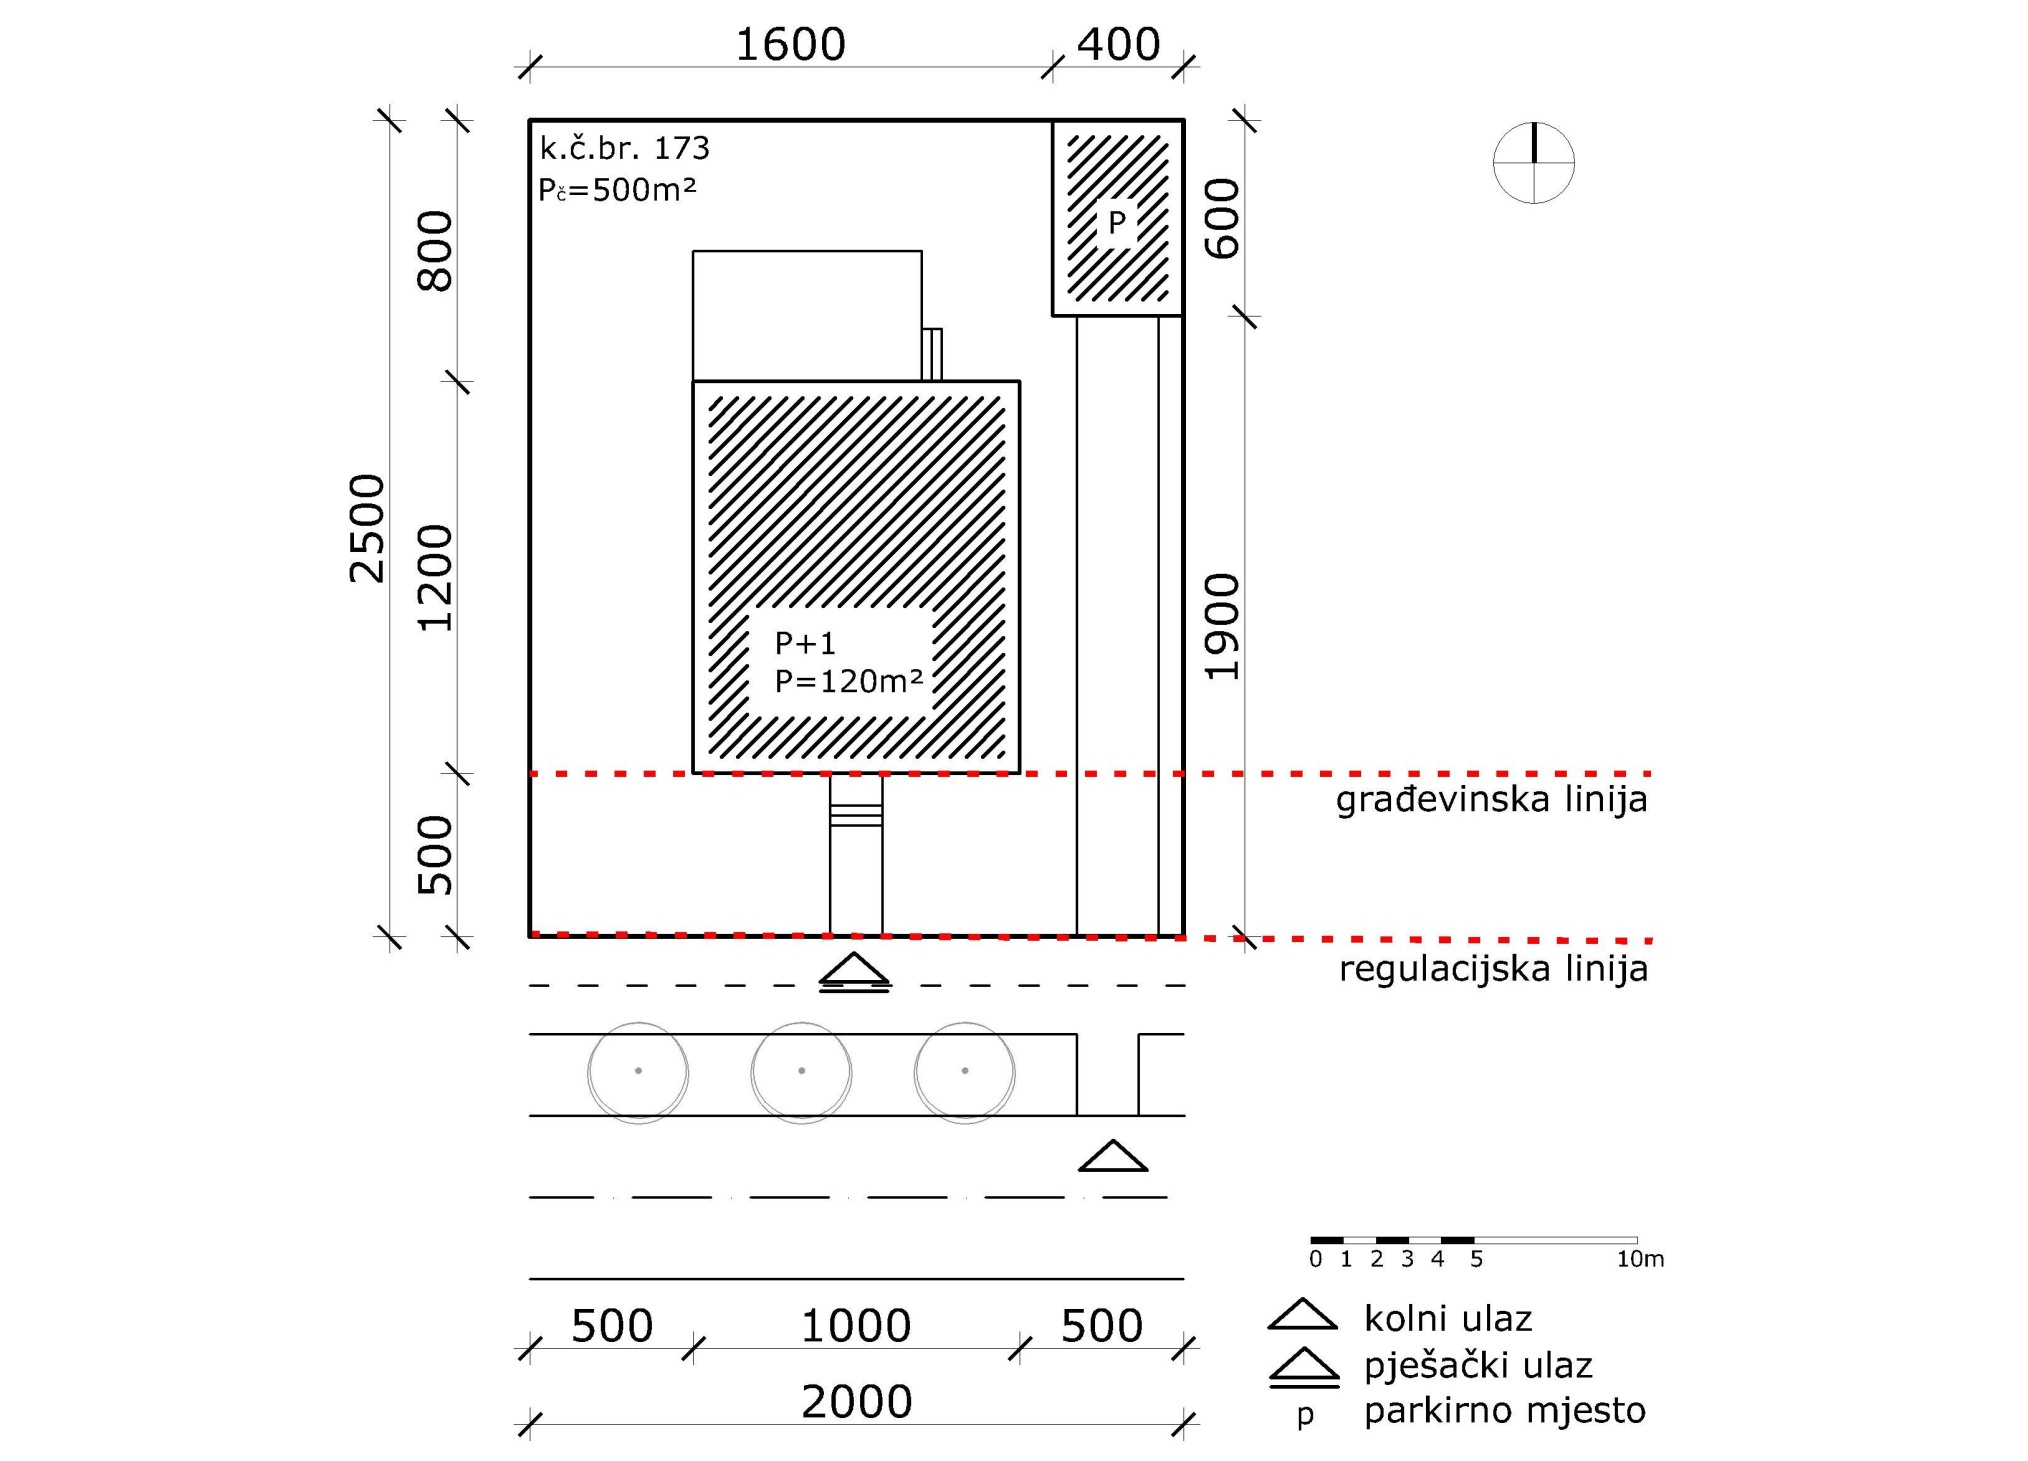 1600
400
k.č.br. 173
Pč=500m²
P
800
600
2500
1200
1900
P+1
P=120m²
građevinska linija
500
regulacijska linija
0 1 2 3 4 5 10m
500
1000
500
2000
kolni ulaz
pješački ulaz
p parkirno mjesto